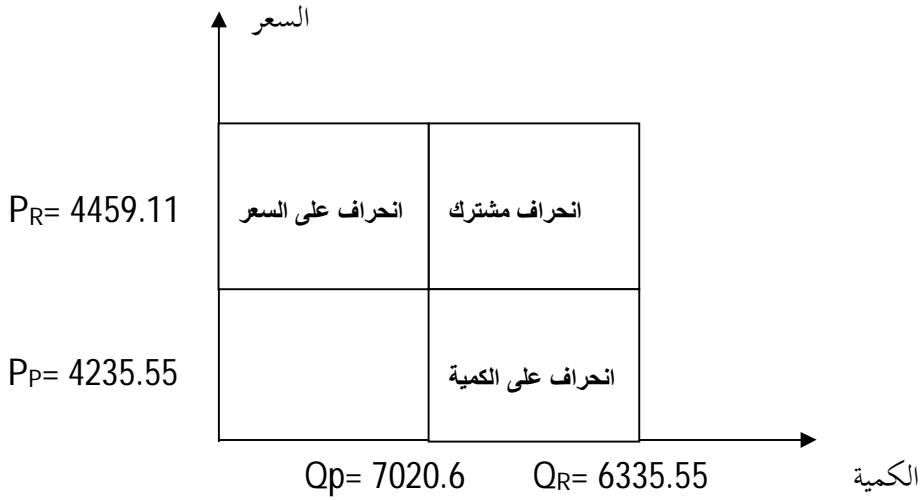 السعر
PR= 4459.11
انحراف على السعر
انحراف مشترك
PP= 4235.55
انحراف على الكمية
Qp= 7020.6
QR= 6335.55
الكمية